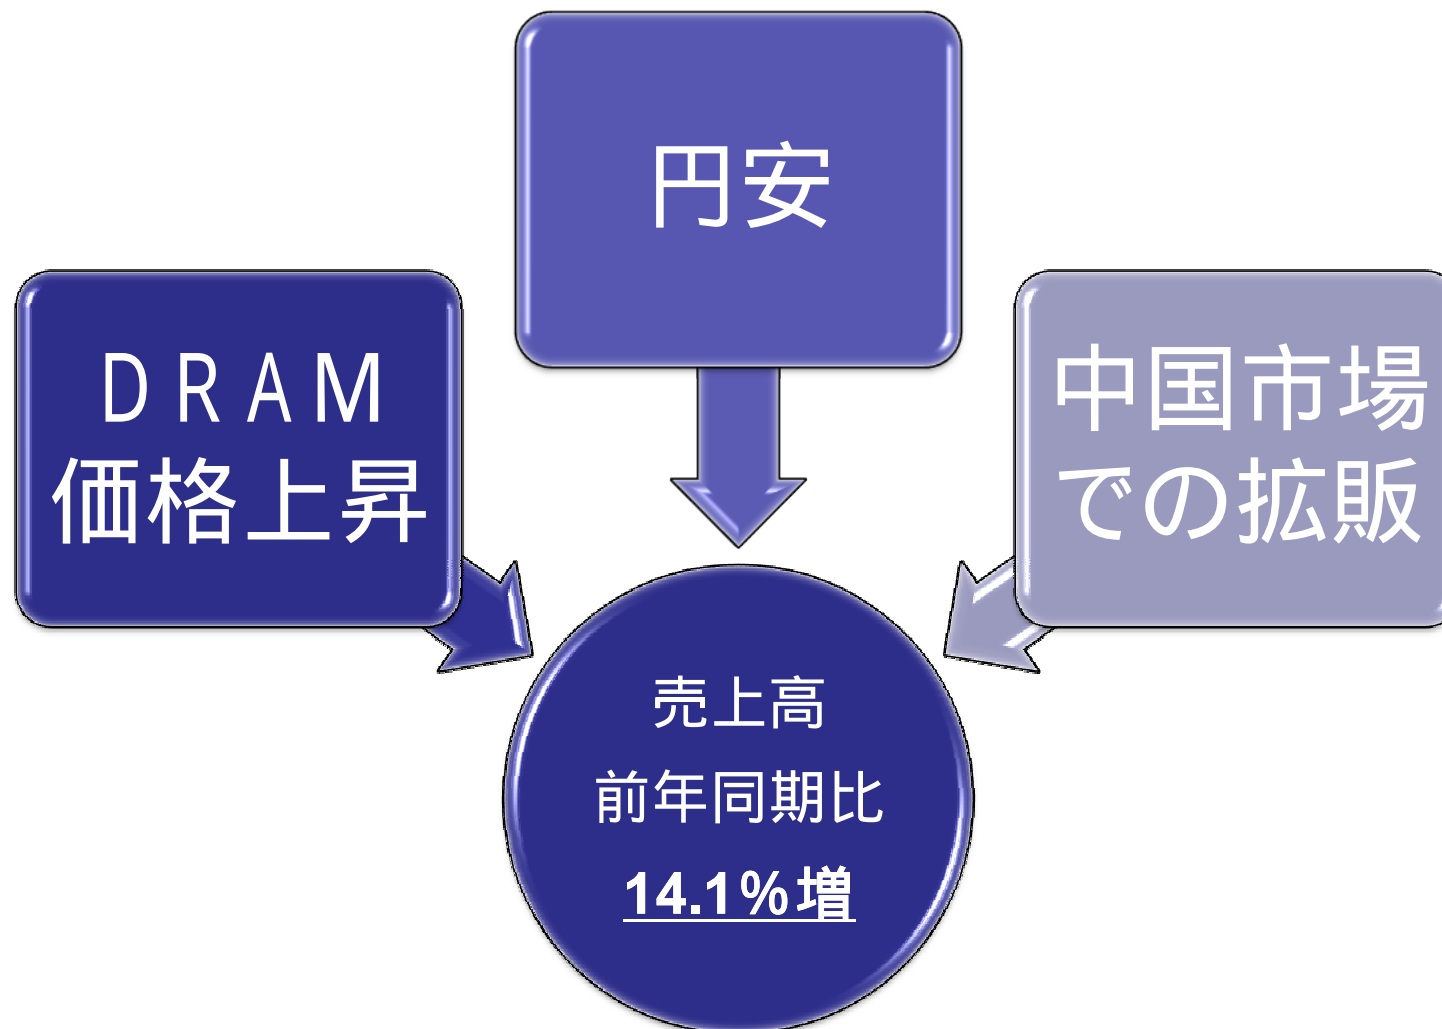 円安
ＤＲＡＭ
価格上昇
中国市場
での拡販
売上高
前年同期比
14.1％増